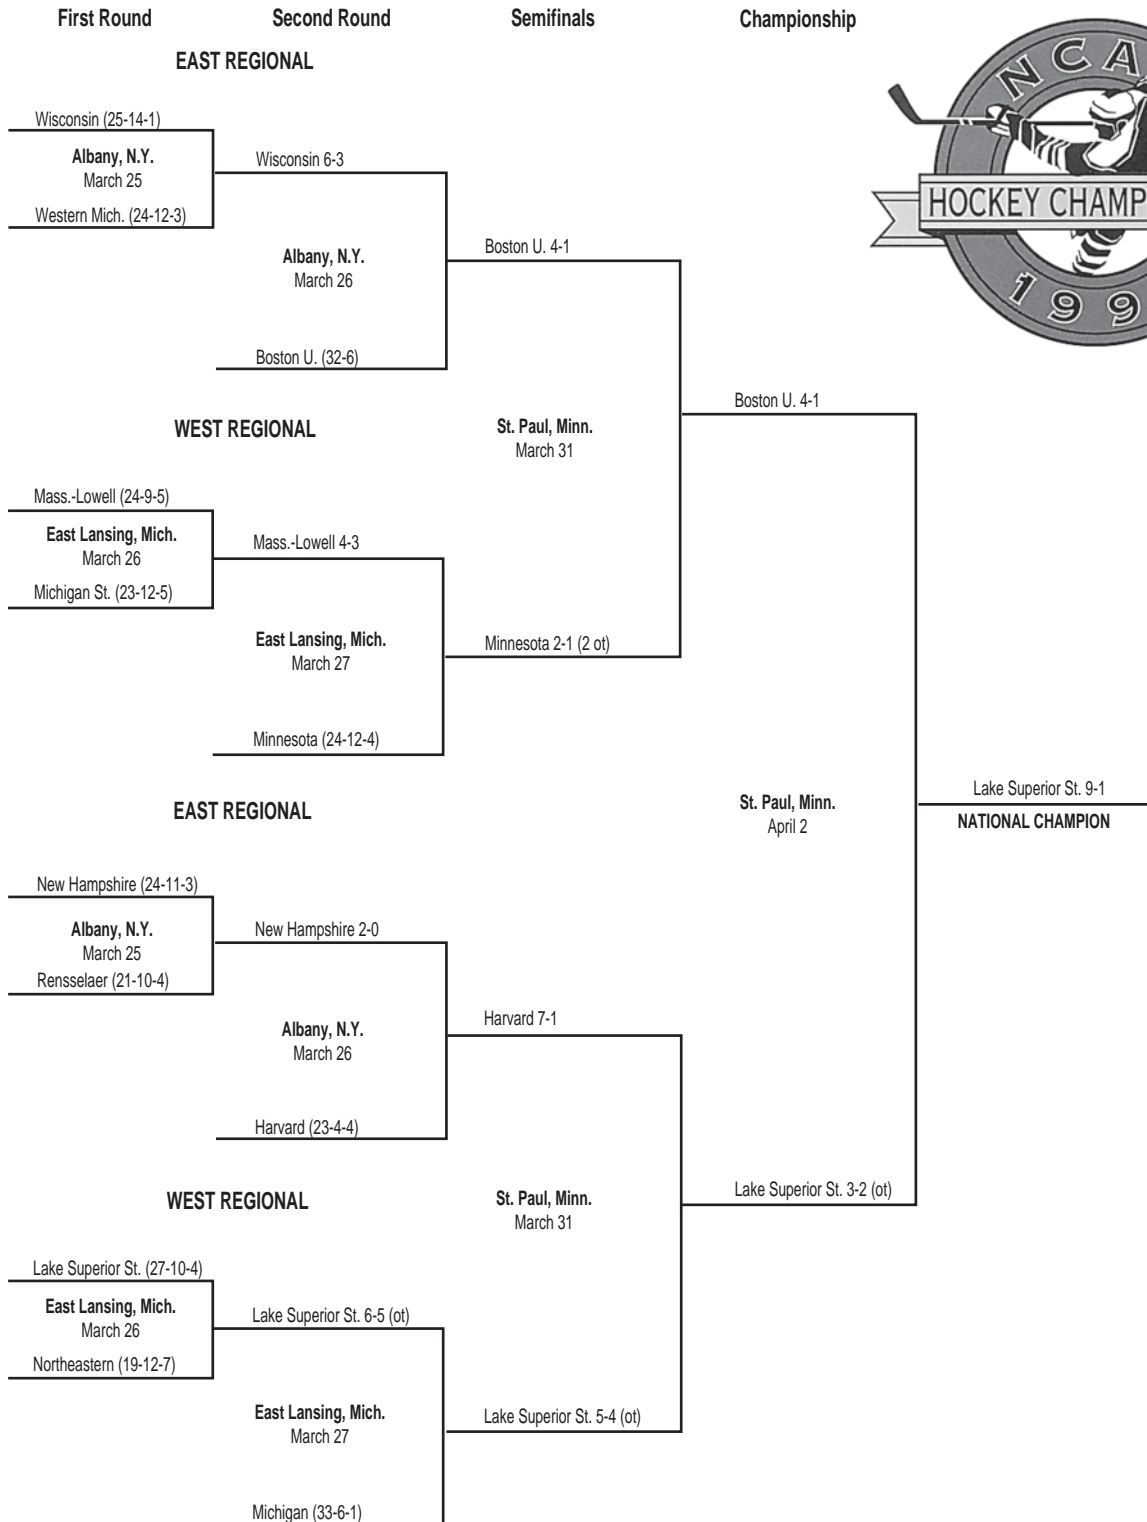 First Round Second Round Semifinals Championship
EAST REGIONAL
NCA
HOCKEY CHAMP
199
Wisconsin (25-14-1)
Albany, N.Y.
March 25
Western Mich. (24-12-3)
Wisconsin 6-3
Albany, N.Y.
March 26
Boston U. (32-6)
Boston U. 4-1
WEST REGIONAL
St. Paul, Minn.
March 31
Boston U. 4-1
Mass.-Lowell (24-9-5)
East Lansing, Mich.
March 26
Michigan St. (23-12-5)
Mass.-Lowell 4-3
East Lansing, Mich.
March 27
Minnesota (24-12-4)
Minnesota 2-1 (2 ot)
St. Paul, Minn.
April 2
Lake Superior St. 9-1
NATIONAL CHAMPION
EAST REGIONAL
New Hampshire (24-11-3)
Albany, N.Y.
March 25
Rensselaer (21-10-4)
New Hampshire 2-0
Albany, N.Y.
March 26
Harvard (23-4-4)
Harvard 7-1
WEST REGIONAL
St. Paul, Minn.
March 31
Lake Superior St. 3-2 (ot)
Lake Superior St. (27-10-4)
East Lansing, Mich.
March 26
Northeastern (19-12-7)
Lake Superior St. 6-5 (ot)
East Lansing, Mich.
March 27
Michigan (33-6-1)
Lake Superior St. 5-4 (ot)